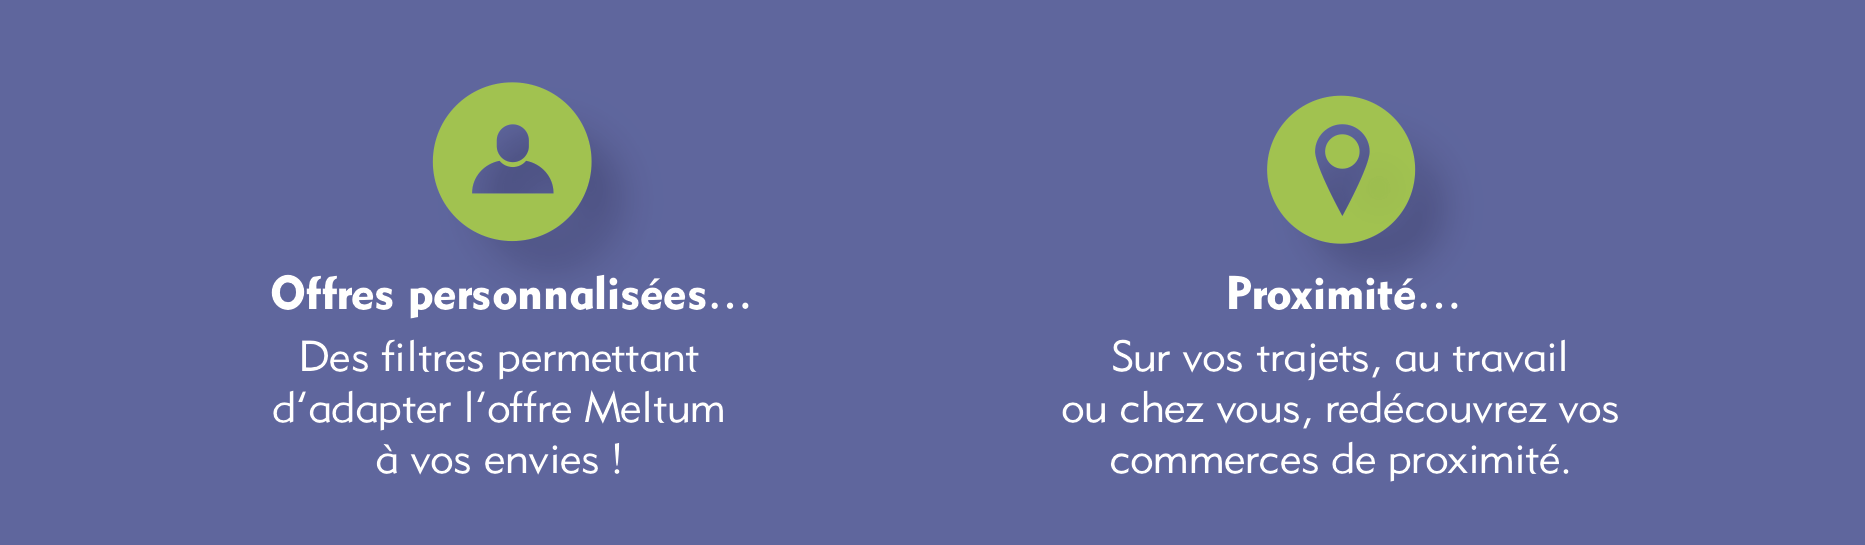 Offres personnalisées…
Des filtres permettant
d‘adapter l‘offre Meltum
à vos envies !
Proximité…
Sur vos trajets, au travail
ou chez vous, redécouvrez vos
commerces de proximité.